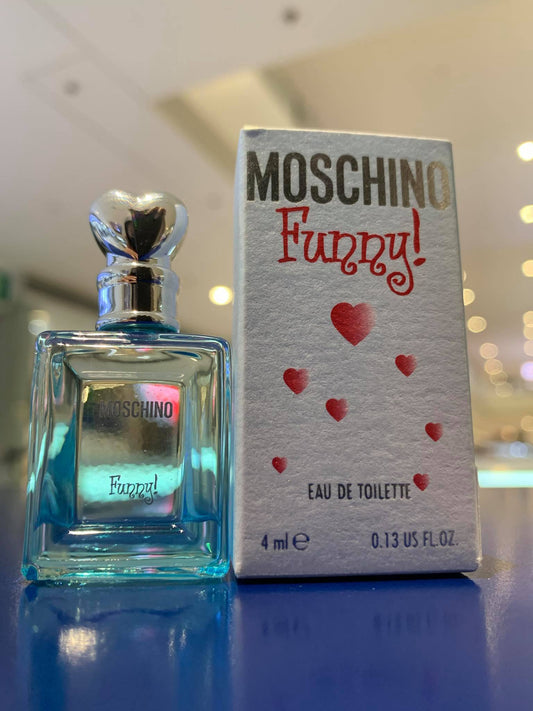 MOSCHINO
Funny!
EAU DE TOILETTE
4 ml ℮ 0.13 US FL.OZ.
MOSCHINO
Funny!